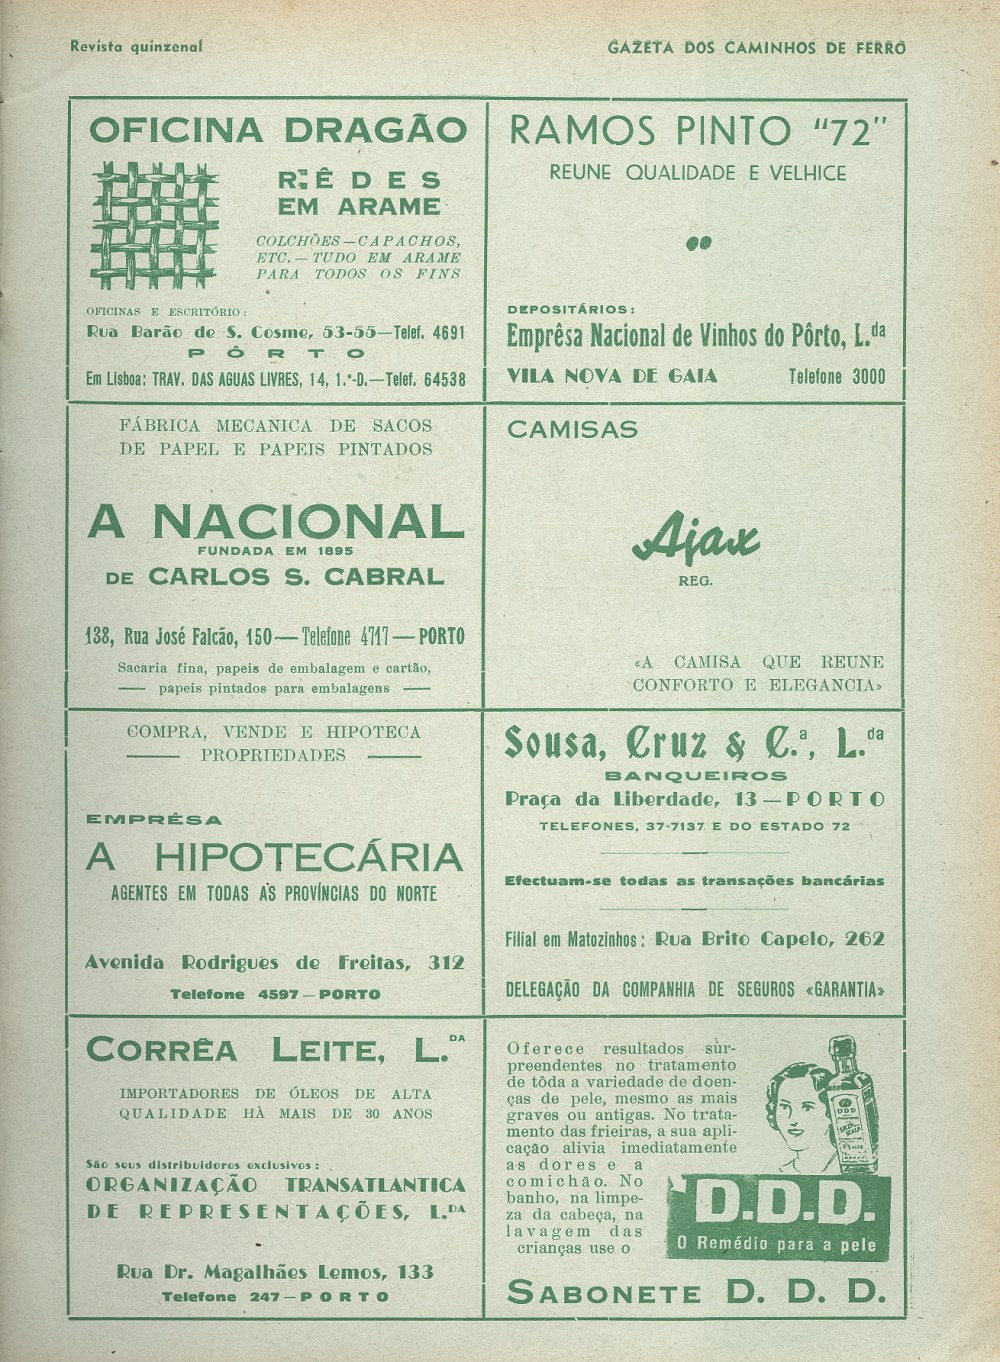 Revista quinzenal
GAZETA DOS CAMINHOS DE FERRO
OFICINA DRAGÃO
RÊDES
EM ARAME
COLCHÕES—CAPACHOS,
ETC.—TUDO EM ARAME
PARA TODOS OS FINS
OFICINAS E ESCRITÓRIO:
Rua Barão de S. Cosme, 53-55—Telef. 4691
PÔRTO
Em Lisboa: TRAV. DAS AGUAS LIVRES, 14, 1.º-D.—Telef. 64538
RAMOS PINTO "72"
REUNE QUALIDADE E VELHICE
DEPOSITÁRIOS:
Emprêsa Nacional de Vinhos do Pôrto, L.da
VILA NOVA DE GAIA Telefone 3000
FÁBRICA MECANICA DE SACOS
DE PAPEL E PAPEIS PINTADOS
A NACIONAL
FUNDADA EM 1895
DE CARLOS S. CABRAL
138, Rua José Falcão, 150—Telefone 4717—PORTO
Sacaria fina, papeis de embalagem e cartão,
— papeis pintados para embalagens —
CAMISAS
Ajax
REG.
«A CAMISA QUE REUNE
CONFORTO E ELEGANCIA»
COMPRA, VENDE E HIPOTECA
— PROPRIEDADES —
EMPRÊSA
A HIPOTECÁRIA
AGENTES EM TODAS AS PROVÍNCIAS DO NORTE
Avenida Rodrigues de Freitas, 312
Telefone 4597—PORTO
Sousa, Cruz & C.ª, L.da
BANQUEIROS
Praça da Liberdade, 13—PORTO
TELEFONES, 37-7137 E DO ESTADO 72
Efectuam-se todas as transações bancárias
Filial em Matozinhos: Rua Brito Capelo, 262
DELEGAÇÃO DA COMPANHIA DE SEGUROS «GARANTIA»
CORRÊA LEITE, L.DA
IMPORTADORES DE ÓLEOS DE ALTA
QUALIDADE HÀ MAIS DE 30 ANOS
São seus distribuidores exclusivos:
ORGANIZAÇÃO TRANSATLANTICA
DE REPRESENTAÇÕES, L.DA
Rua Dr. Magalhães Lemos, 133
Telefone 247—PORTO
Oferece resultados sur-
preendentes no tratamento
de tôda a variedade de doen-
ças de pele, mesmo as mais
graves ou antigas. No trata-
mento das frieiras, a sua apli-
cação alivia imediatamente
as dores e a
comichão. No
banho, na limpe-
za da cabeça, na
lavagem das
crianças use o
DDD
D.D.D.
O Remédio para a pele
SABONETE D. D. D.